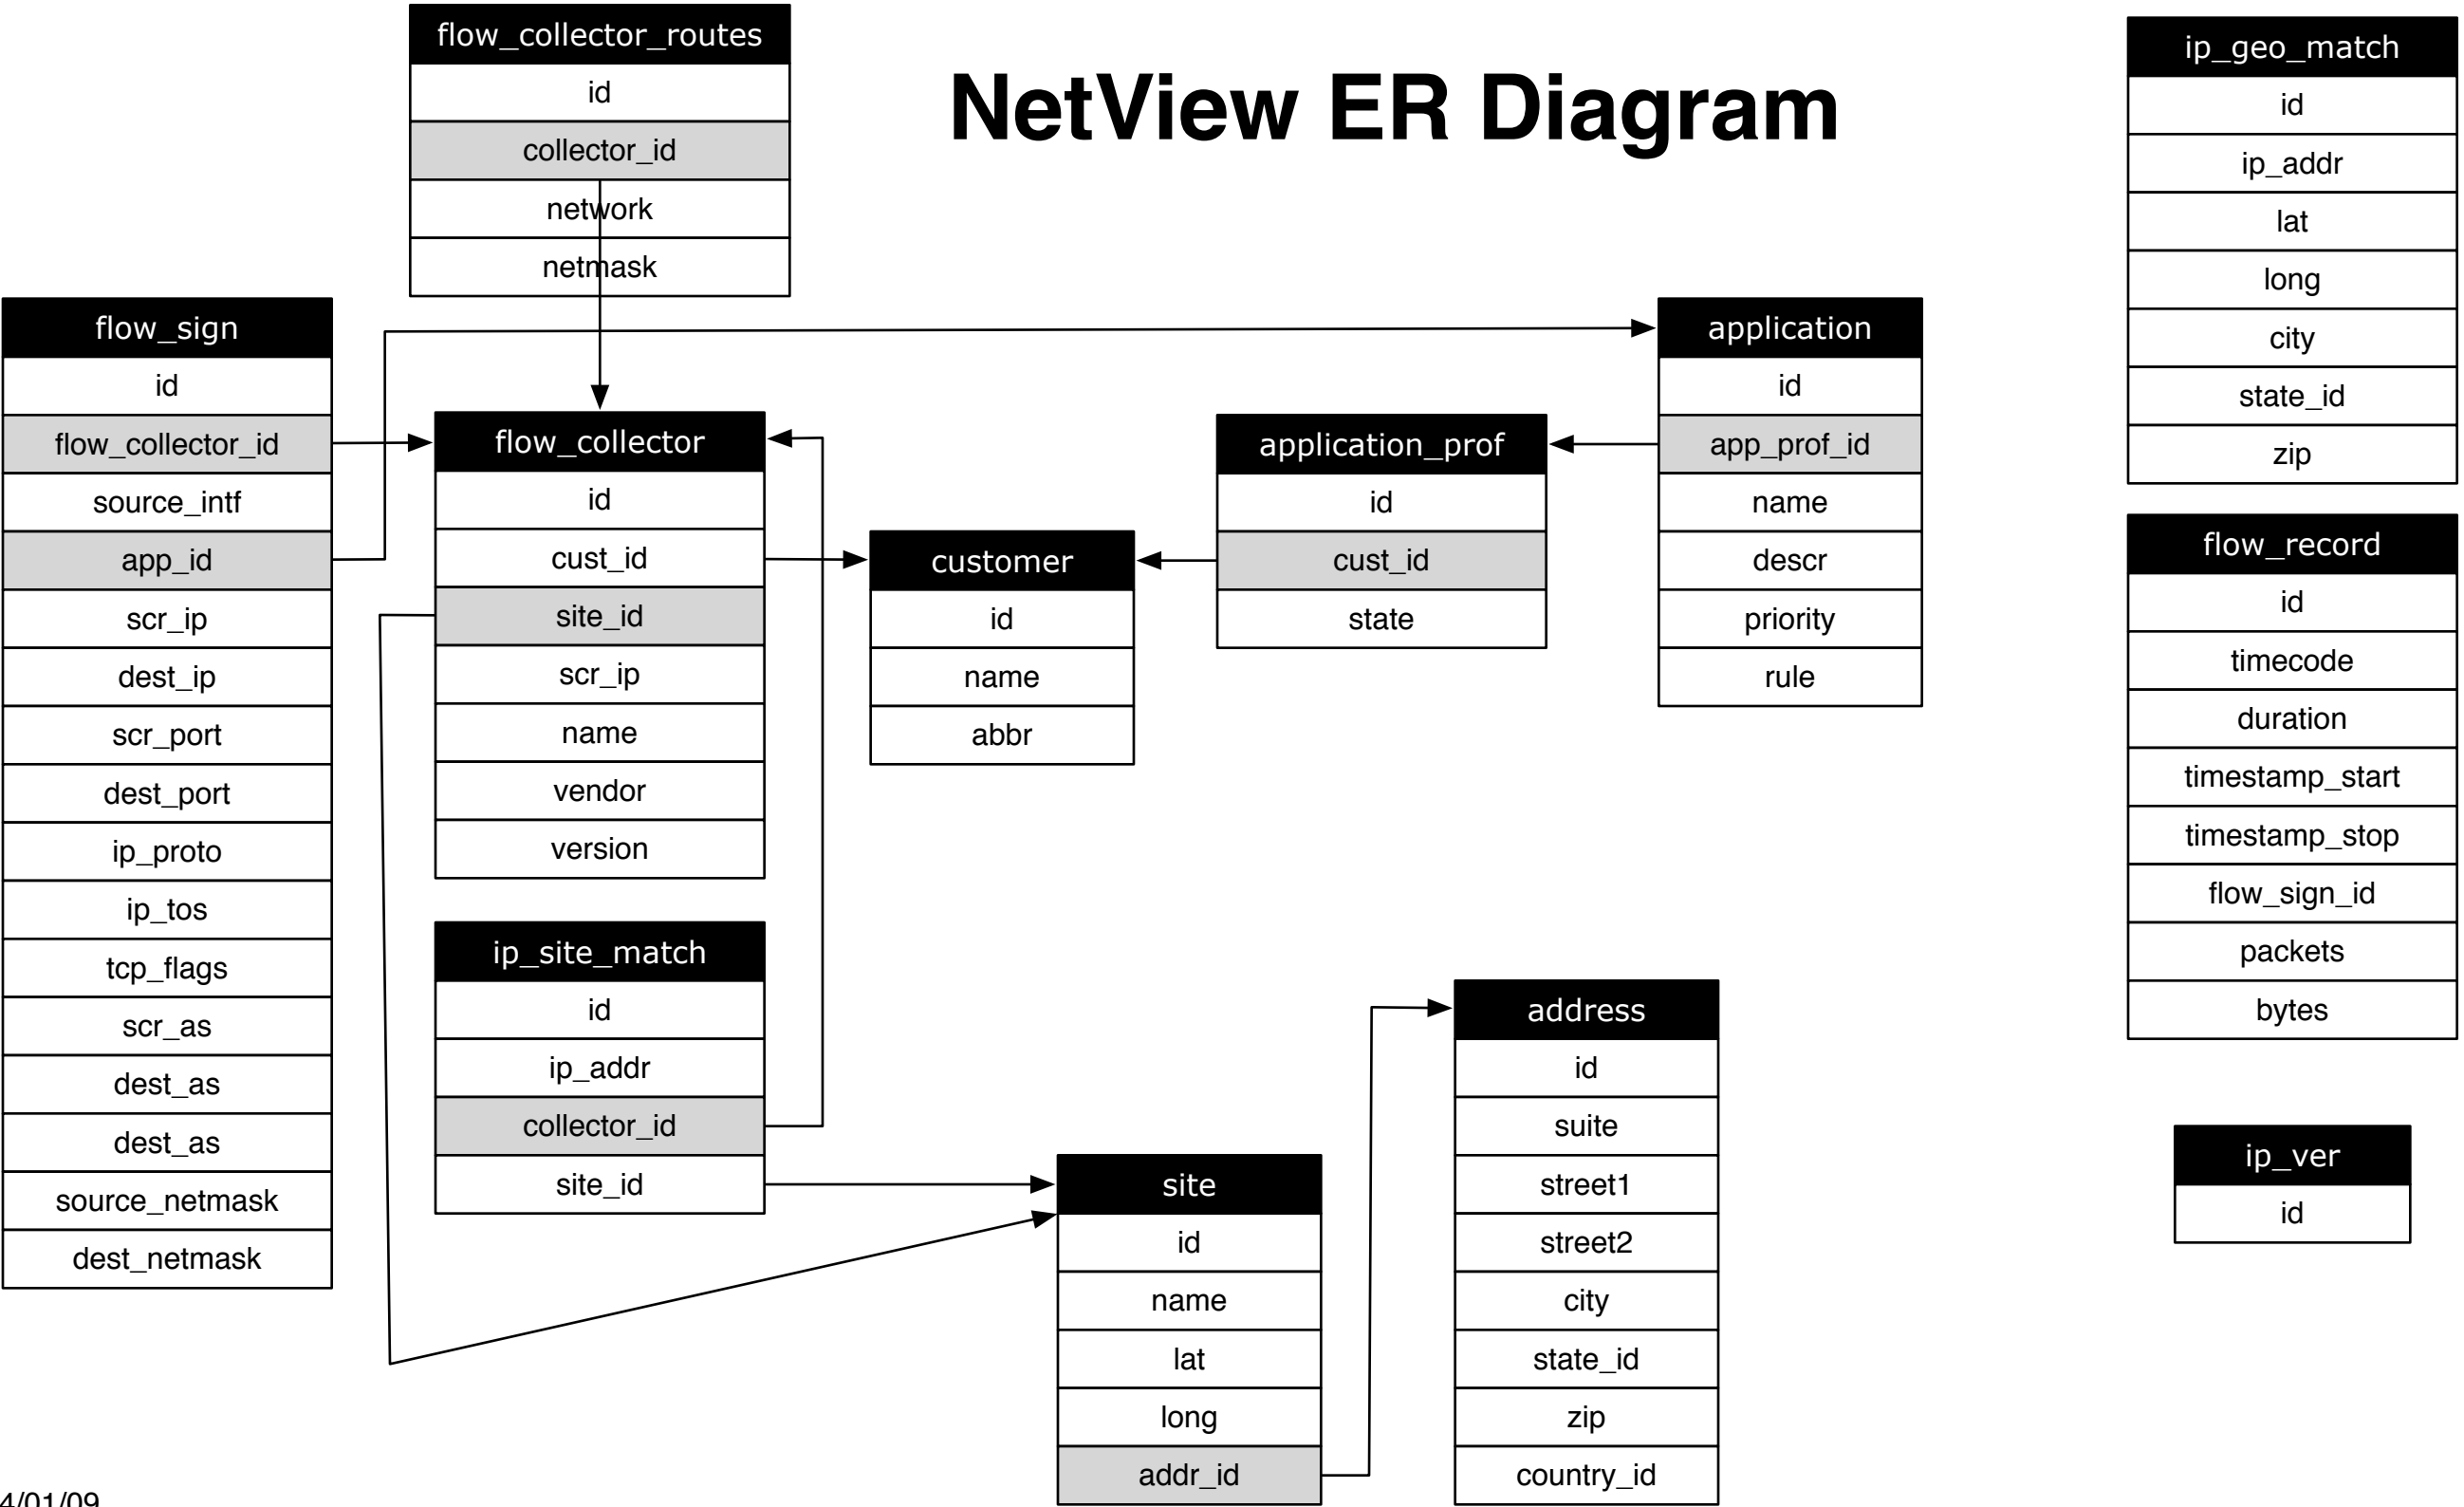 flow_collector_routes
id
collector_id
network
netmask
NetView ER Diagram
ip_geo_match
id
ip_addr
lat
long
city
state_id
zip
flow_sign
id
flow_collector_id
source_intf
app_id
scr_ip
dest_ip
scr_port
dest_port
ip_proto
ip_tos
tcp_flags
scr_as
dest_as
dest_as
source_netmask
dest_netmask
flow_collector
id
cust_id
site_id
scr_ip
name
vendor
version
customer
id
name
abbr
application_prof
id
cust_id
state
application
id
app_prof_id
name
descr
priority
rule
flow_record
id
timecode
duration
timestamp_start
timestamp_stop
flow_sign_id
packets
bytes
ip_site_match
id
ip_addr
collector_id
site_id
site
id
name
lat
long
addr_id
address
id
suite
street1
street2
city
state_id
zip
country_id
ip_ver
id
4/01/09